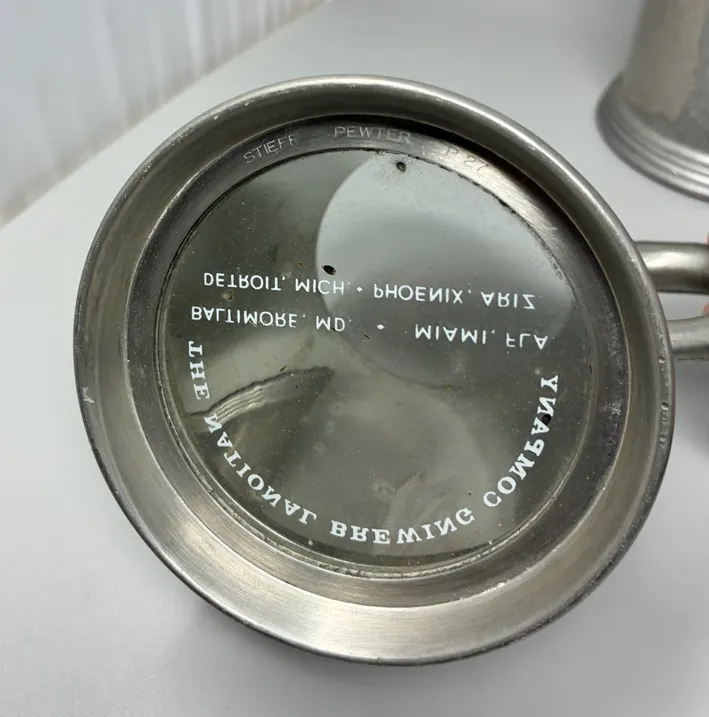 STIEFF PEWTER P 27
THE NATIONAL BREWING COMPANY
BALTIMORE, MD. • MIAMI, FLA
DETROIT, MICH. • PHOENIX, ARIZ.